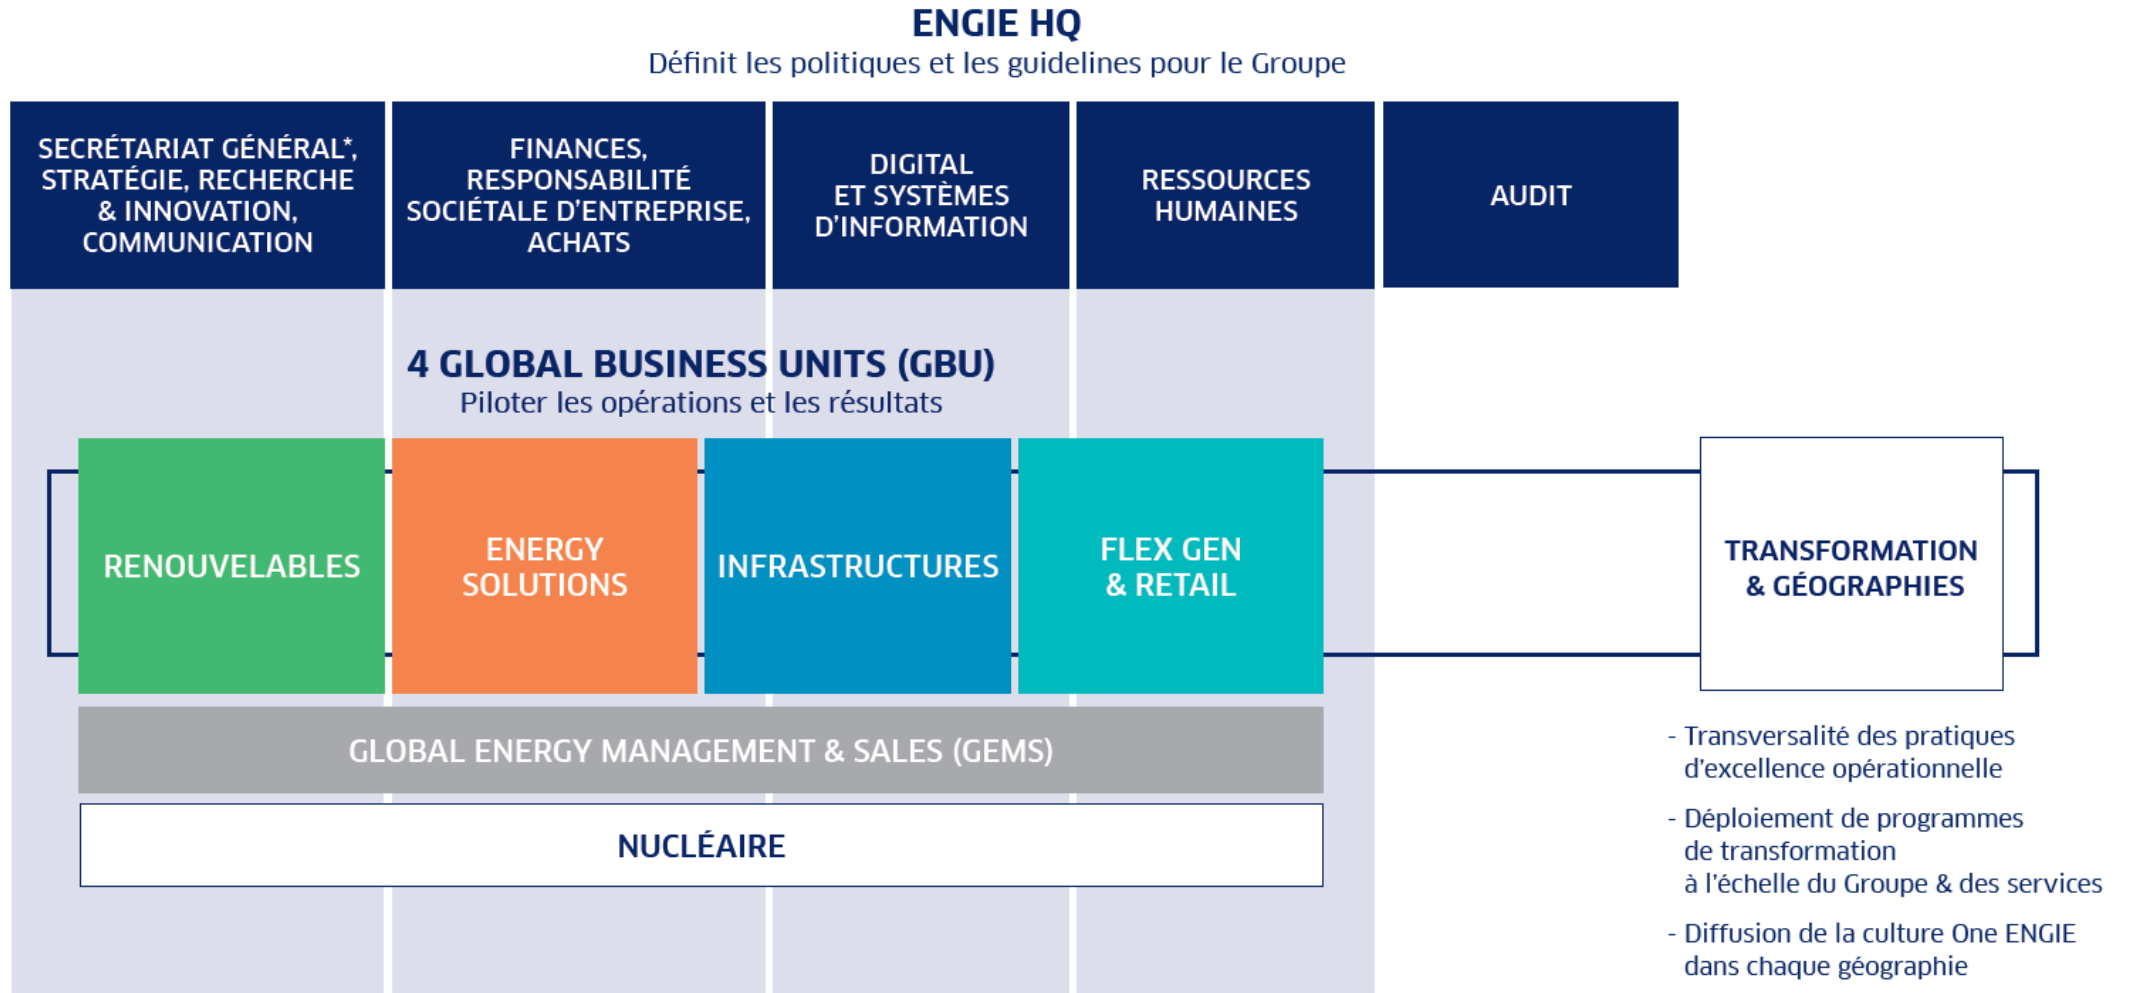 ENGIE HQ
Définit les politiques et les guidelines pour le Groupe
SECRÉTARIAT GÉNÉRAL*,
STRATÉGIE, RECHERCHE
& INNOVATION,
COMMUNICATION
FINANCES,
RESPONSABILITÉ
SOCIÉTALE D’ENTREPRISE,
ACHATS
DIGITAL
ET SYSTÈMES
D’INFORMATION
RESSOURCES
HUMAINES
AUDIT
4 GLOBAL BUSINESS UNITS (GBU)
Piloter les opérations et les résultats
RENOUVELABLES
ENERGY
SOLUTIONS
INFRASTRUCTURES
FLEX GEN
& RETAIL
TRANSFORMATION
& GÉOGRAPHIES
GLOBAL ENERGY MANAGEMENT & SALES (GEMS)
NUCLÉAIRE
- Transversalité des pratiques
d’excellence opérationnelle
- Déploiement de programmes
de transformation
à l’échelle du Groupe & des services
- Diffusion de la culture One ENGIE
dans chaque géographie